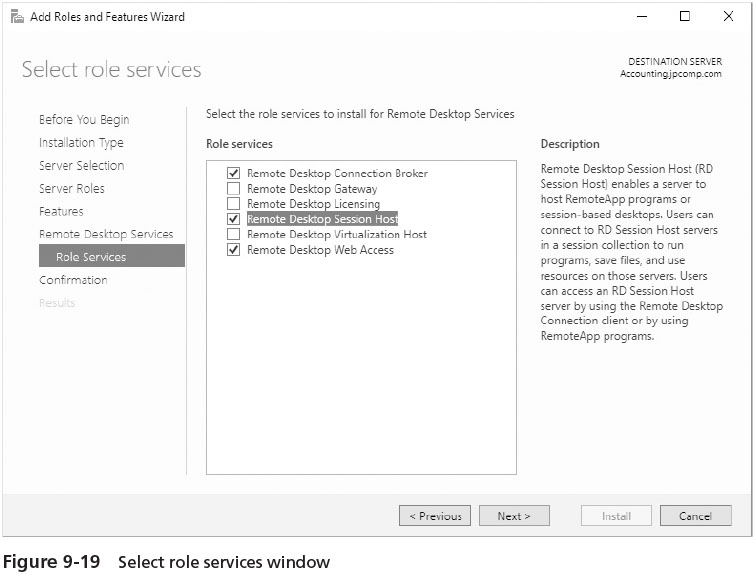 Add Roles and Features Wizard
Select role services
DESTINATION SERVER
Accounting.jpcomp.com
Before You Begin
Installation Type
Server Selection
Server Roles
Features
Remote Desktop Services
Role Services
Confirmation
Results
Select the role services to install for Remote Desktop Services
Role services
Remote Desktop Connection Broker
Remote Desktop Gateway
Remote Desktop Licensing
Remote Desktop Session Host
Remote Desktop Virtualization Host
Remote Desktop Web Access
Description
Remote Desktop Session Host (RD
Session Host) enables a server to
host RemoteApp programs or
session-based desktops. Users can
connect to RD Session Host servers
in a session collection to run
programs, save files, and use
resources on those servers. Users
can access an RD Session Host
server by using the Remote Desktop
Connection client or by using
RemoteApp programs.
< Previous
Next >
Install
Cancel
Figure 9-19 Select role services window